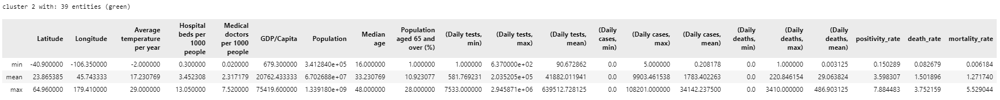 cluster 2 with: 39 entities (green)
Latitude Longitude Average temperature per year Hospital beds per 1000 people Medical doctors per 1000 people GDP/Capita Population Median age Population aged 65 and over (%) (Daily tests, min) (Daily tests, max) (Daily tests, mean) (Daily cases, min) (Daily cases, max) (Daily cases, mean) (Daily deaths, min) (Daily deaths, max) (Daily deaths, mean) positivity_rate death_rate mortality_rate
min -40.900000 -106.350000 -2.000000 0.300000 0.020000 679.300000 3.412840e+05 16.000000 1.000000 1.000000 6.370000e+02 90.672862 0.0 5.000000 0.208178 0.0 1.000000 0.003125 0.150289 0.082679 0.006184
mean 23.865385 45.743333 17.230769 3.452308 2.317179 20762.433333 6.702688e+07 33.230769 10.923077 581.769231 2.035205e+05 41882.011941 0.0 9903.461538 1783.402263 0.0 220.846154 29.063824 3.598307 1.501896 1.271740
max 64.960000 179.410000 29.000000 13.050000 7.520000 75419.600000 1.339180e+09 48.000000 28.000000 7533.000000 2.945871e+06 639512.728125 0.0 108201.000000 34142.237500 0.0 3410.000000 486.903125 7.884483 3.752159 5.529044